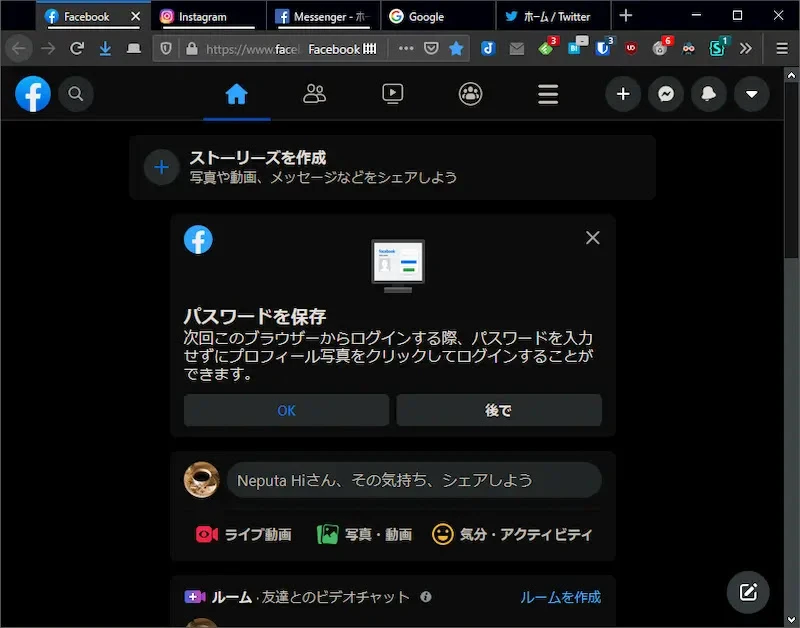 Facebook
Instagram
Messenger - ホー
Google
ホーム / Twitter
https://www.facel
Facebook
3
3
6
1
ストーリーズを作成
写真や動画、メッセージなどをシェアしよう
パスワードを保存
次回このブラウザーからログインする際、パスワードを入力
せずにプロフィール写真をクリックしてログインすることが
できます。
OK
後で
Neputa Hiさん、その気持ち、シェアしよう
ライブ動画
写真・動画
気分・アクティビティ
ルーム · 友達とのビデオチャット
ルームを作成